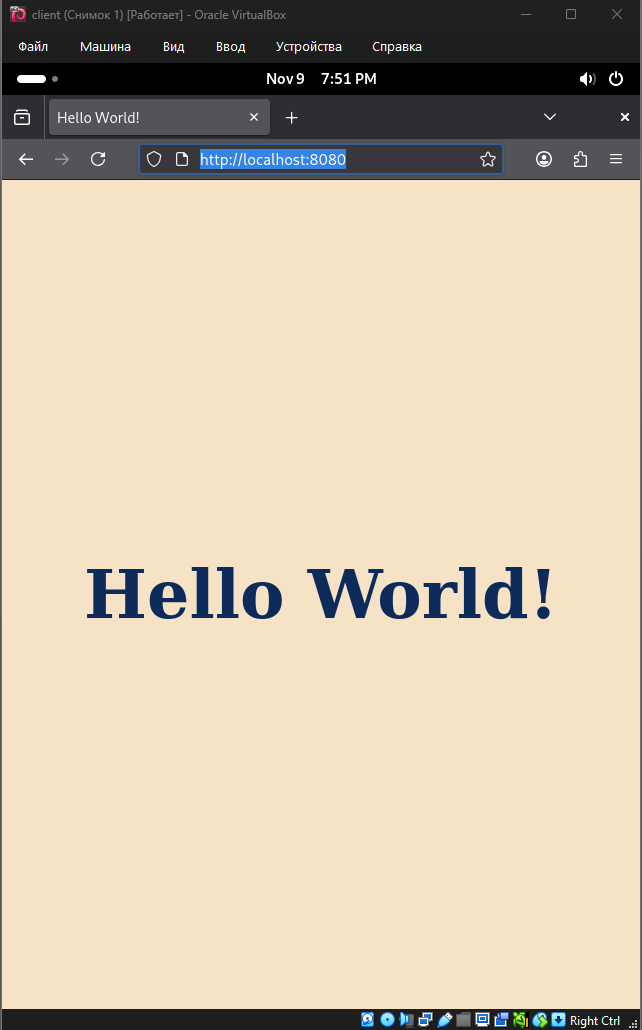 client (Снимок 1) [Работает] - Oracle VirtualBox
Файл Машина Вид Ввод Устройства Справка
Nov 9 7:51 PM
Hello World!
http://localhost:8080
Hello World!
Right Ctrl